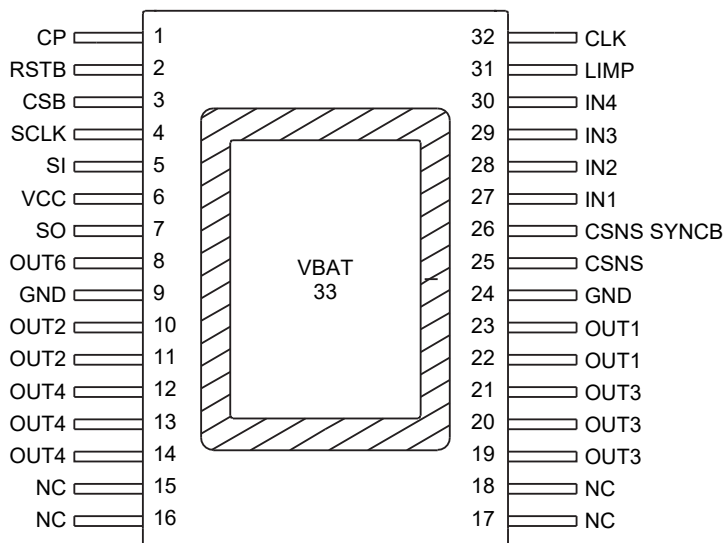 CP 1 32 CLK
RSTB 2 31 LIMP
CSB 3 30 IN4
SCLK 4 29 IN3
SI 5 28 IN2
VCC 6 27 IN1
SO 7 26 CSNS SYNCB
OUT6 8 25 CSNS
VBAT
33
GND 9 24 GND
OUT2 10 23 OUT1
OUT2 11 22 OUT1
OUT4 12 21 OUT3
OUT4 13 20 OUT3
OUT4 14 19 OUT3
NC 15 18 NC
NC 16 17 NC